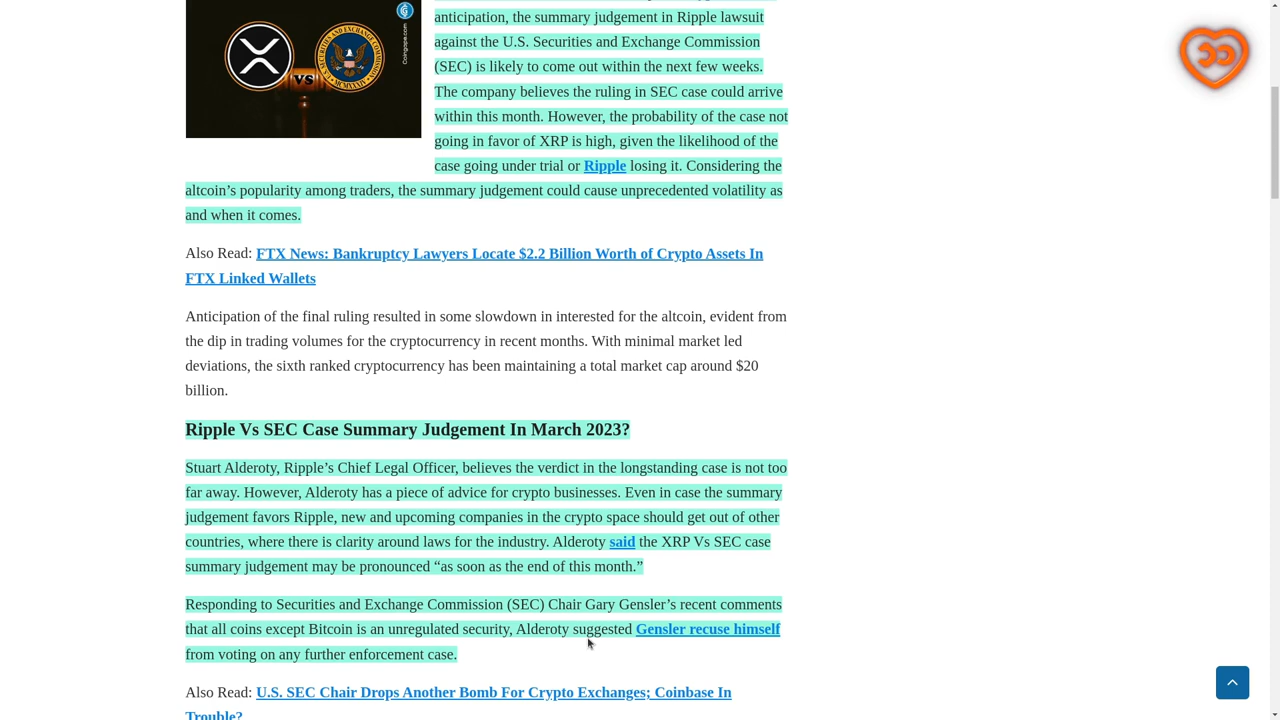 anticipation, the summary judgement in Ripple lawsuit
against the U.S. Securities and Exchange Commission
(SEC) is likely to come out within the next few weeks.
The company believes the ruling in SEC case could arrive
within this month. However, the probability of the case not
going in favor of XRP is high, given the likelihood of the
case going under trial or Ripple losing it. Considering the
altcoin’s popularity among traders, the summary judgement could cause unprecedented volatility as
and when it comes.
Coingape.com
VS
Also Read: FTX News: Bankruptcy Lawyers Locate $2.2 Billion Worth of Crypto Assets In
FTX Linked Wallets
Anticipation of the final ruling resulted in some slowdown in interested for the altcoin, evident from
the dip in trading volumes for the cryptocurrency in recent months. With minimal market led
deviations, the sixth ranked cryptocurrency has been maintaining a total market cap around $20
billion.
Ripple Vs SEC Case Summary Judgement In March 2023?
Stuart Alderoty, Ripple’s Chief Legal Officer, believes the verdict in the longstanding case is not too
far away. However, Alderoty has a piece of advice for crypto businesses. Even in case the summary
judgement favors Ripple, new and upcoming companies in the crypto space should get out of other
countries, where there is clarity around laws for the industry. Alderoty said the XRP Vs SEC case
summary judgement may be pronounced “as soon as the end of this month.”
Responding to Securities and Exchange Commission (SEC) Chair Gary Gensler’s recent comments
that all coins except Bitcoin is an unregulated security, Alderoty suggested Gensler recuse himself
from voting on any further enforcement case.
Also Read: U.S. SEC Chair Drops Another Bomb For Crypto Exchanges; Coinbase In
Trouble?